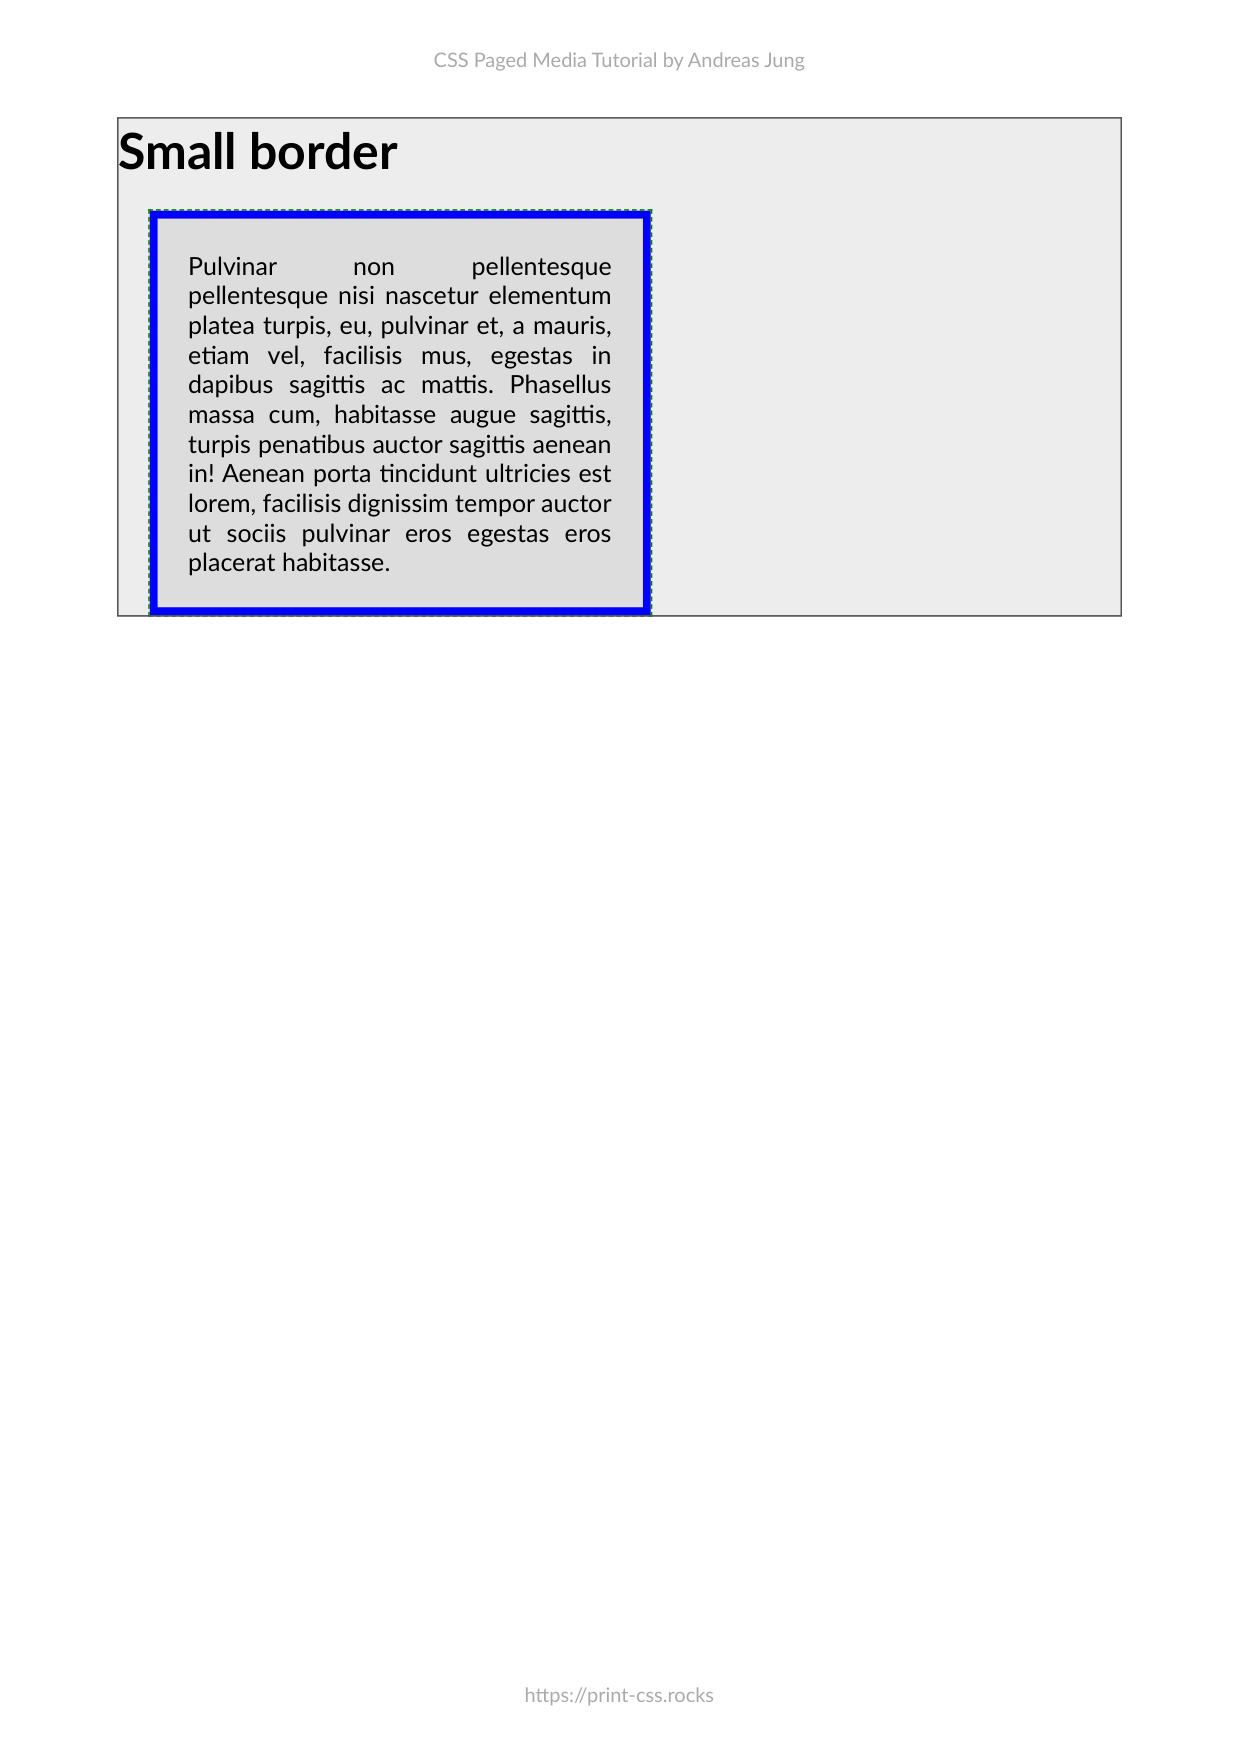 CSS Paged Media Tutorial by Andreas Jung
Small border
Pulvinar non pellentesque
pellentesque nisi nascetur elementum
platea turpis, eu, pulvinar et, a mauris,
etiam vel, facilisis mus, egestas in
dapibus sagittis ac mattis. Phasellus
massa cum, habitasse augue sagittis,
turpis penatibus auctor sagittis aenean
in! Aenean porta tincidunt ultricies est
lorem, facilisis dignissim tempor auctor
ut sociis pulvinar eros egestas eros
placerat habitasse.
https://print-css.rocks